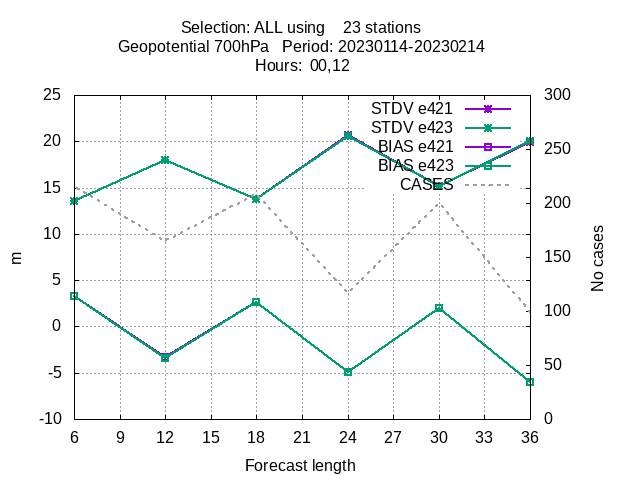 Selection: ALL using    23 stations
Geopotential 700hPa   Period: 20230114-20230214
Hours:  00,12
25
20
15
10
5
0
-5
-10
m
300
250
200
150
100
50
0
No cases
STDV e421
STDV e423
BIAS e421
BIAS e423
CASES
6 9 12 15 18 21 24 27 30 33 36
Forecast length